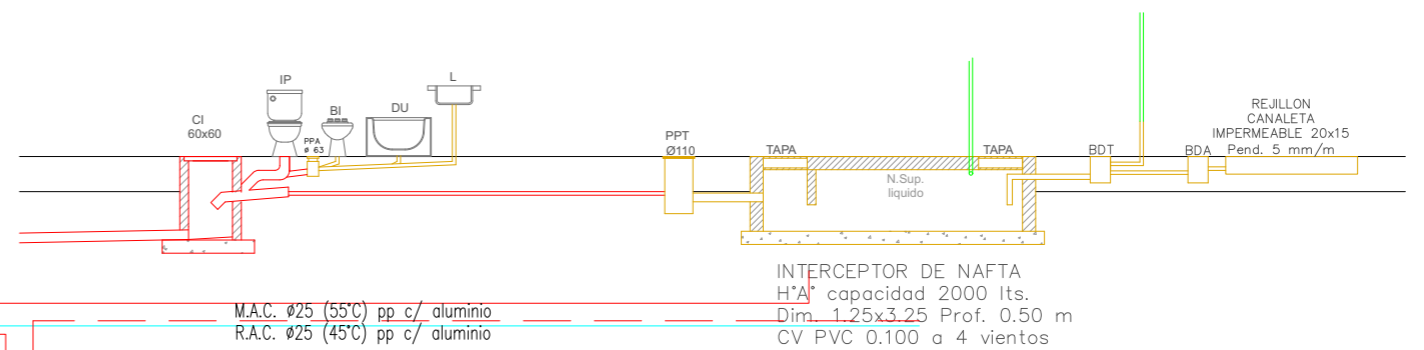 CI
60x60
IP
PPA
ø 63
BI
DU
L
PPT
Ø110
TAPA
N.Sup.
liquido
TAPA
BDT
BDA
REJILLON
CANALETA
IMPERMEABLE 20x15
Pend. 5 mm/m
INTERCEPTOR DE NAFTA
H°A° capacidad 2000 lts.
Dim. 1.25x3.25 Prof. 0.50 m
CV PVC 0.100 a 4 vientos
M.A.C. ø25 (55°C) pp c/ aluminio
R.A.C. ø25 (45°C) pp c/ aluminio